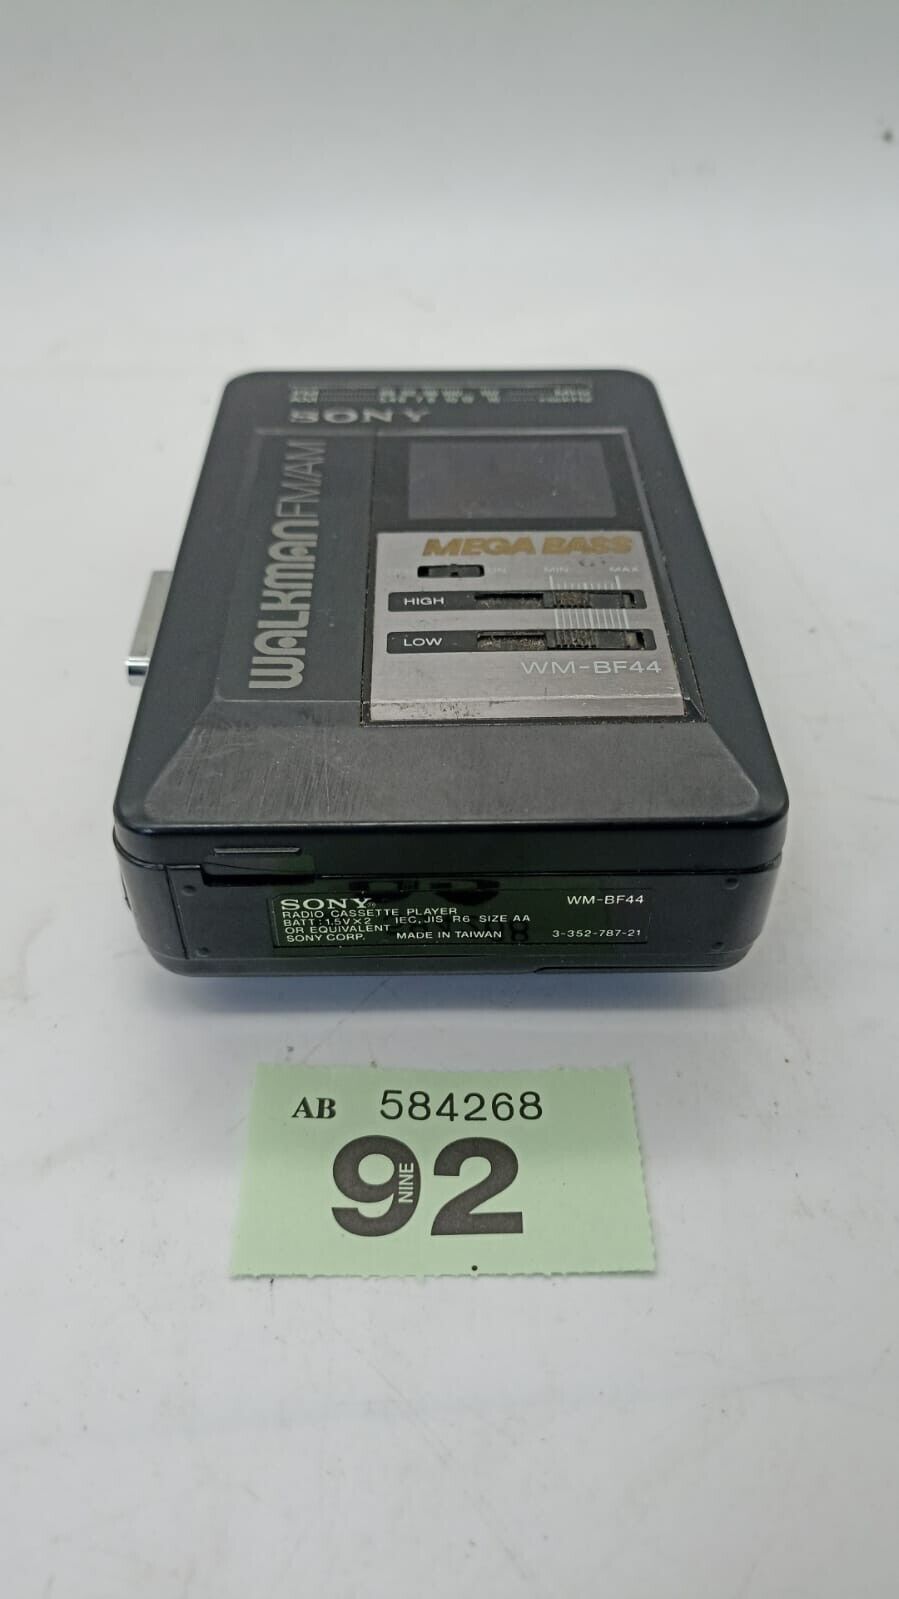 SONY
WALKMAN FM/AM
MEGA BASS
ON MIN MAX
HIGH
LOW
WM-BF44
SONY® WM-BF44
RADIO CASSETTE PLAYER
BATT : 1.5V×2 IEC, JIS R6 SIZE AA
OR EQUIVALENT
SONY CORP. MADE IN TAIWAN 3-352-787-21
AB 584268
92
NINE